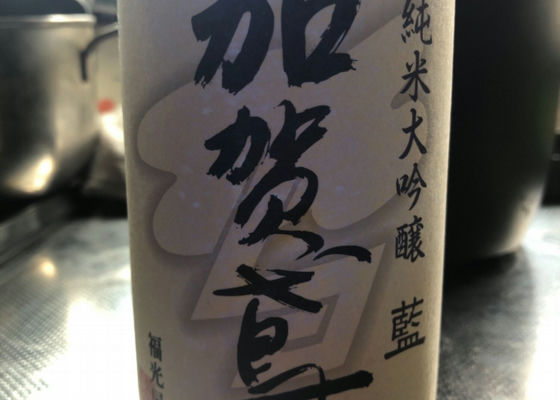 純米大吟醸 藍
加賀鳶
福光屋